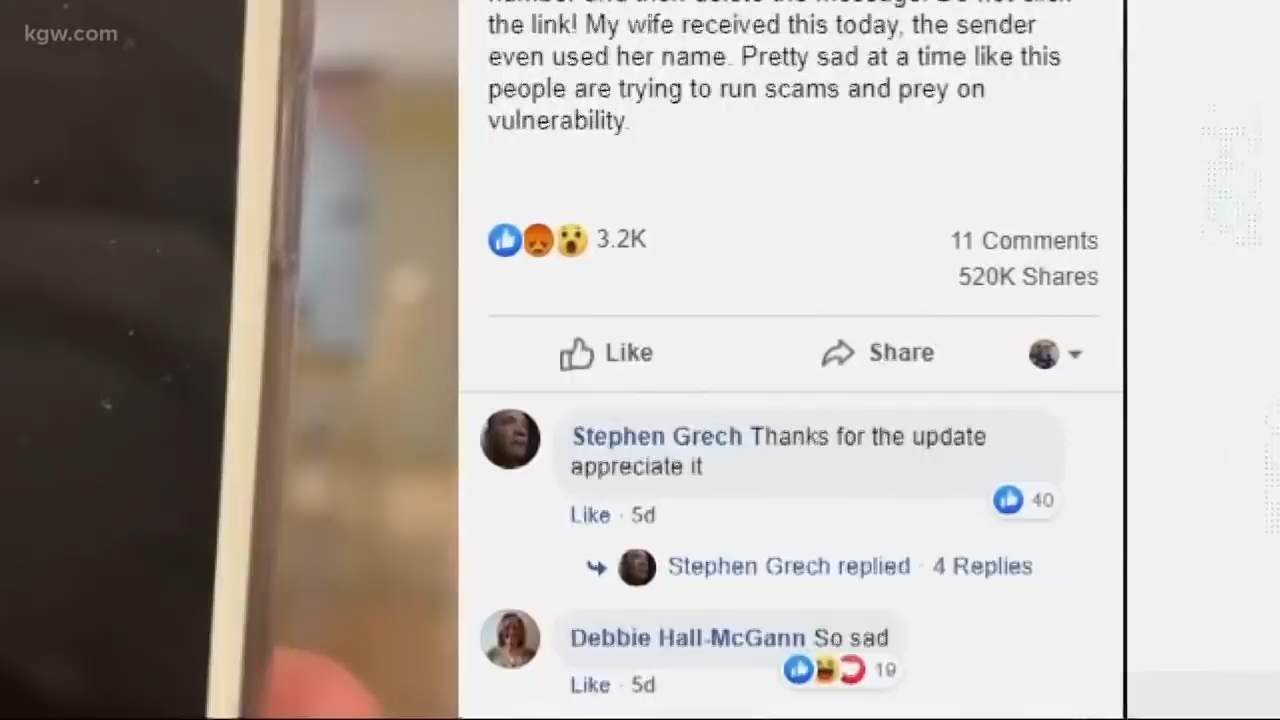 kgw.com
the link! My wife received this today, the sender
even used her name. Pretty sad at a time like this
people are trying to run scams and prey on
vulnerability.
3.2K
11 Comments
520K Shares
Like
Share
Stephen Grech Thanks for the update
appreciate it
40
Like · 5d
Stephen Grech replied · 4 Replies
Debbie Hall-McGann So sad
19
Like · 5d